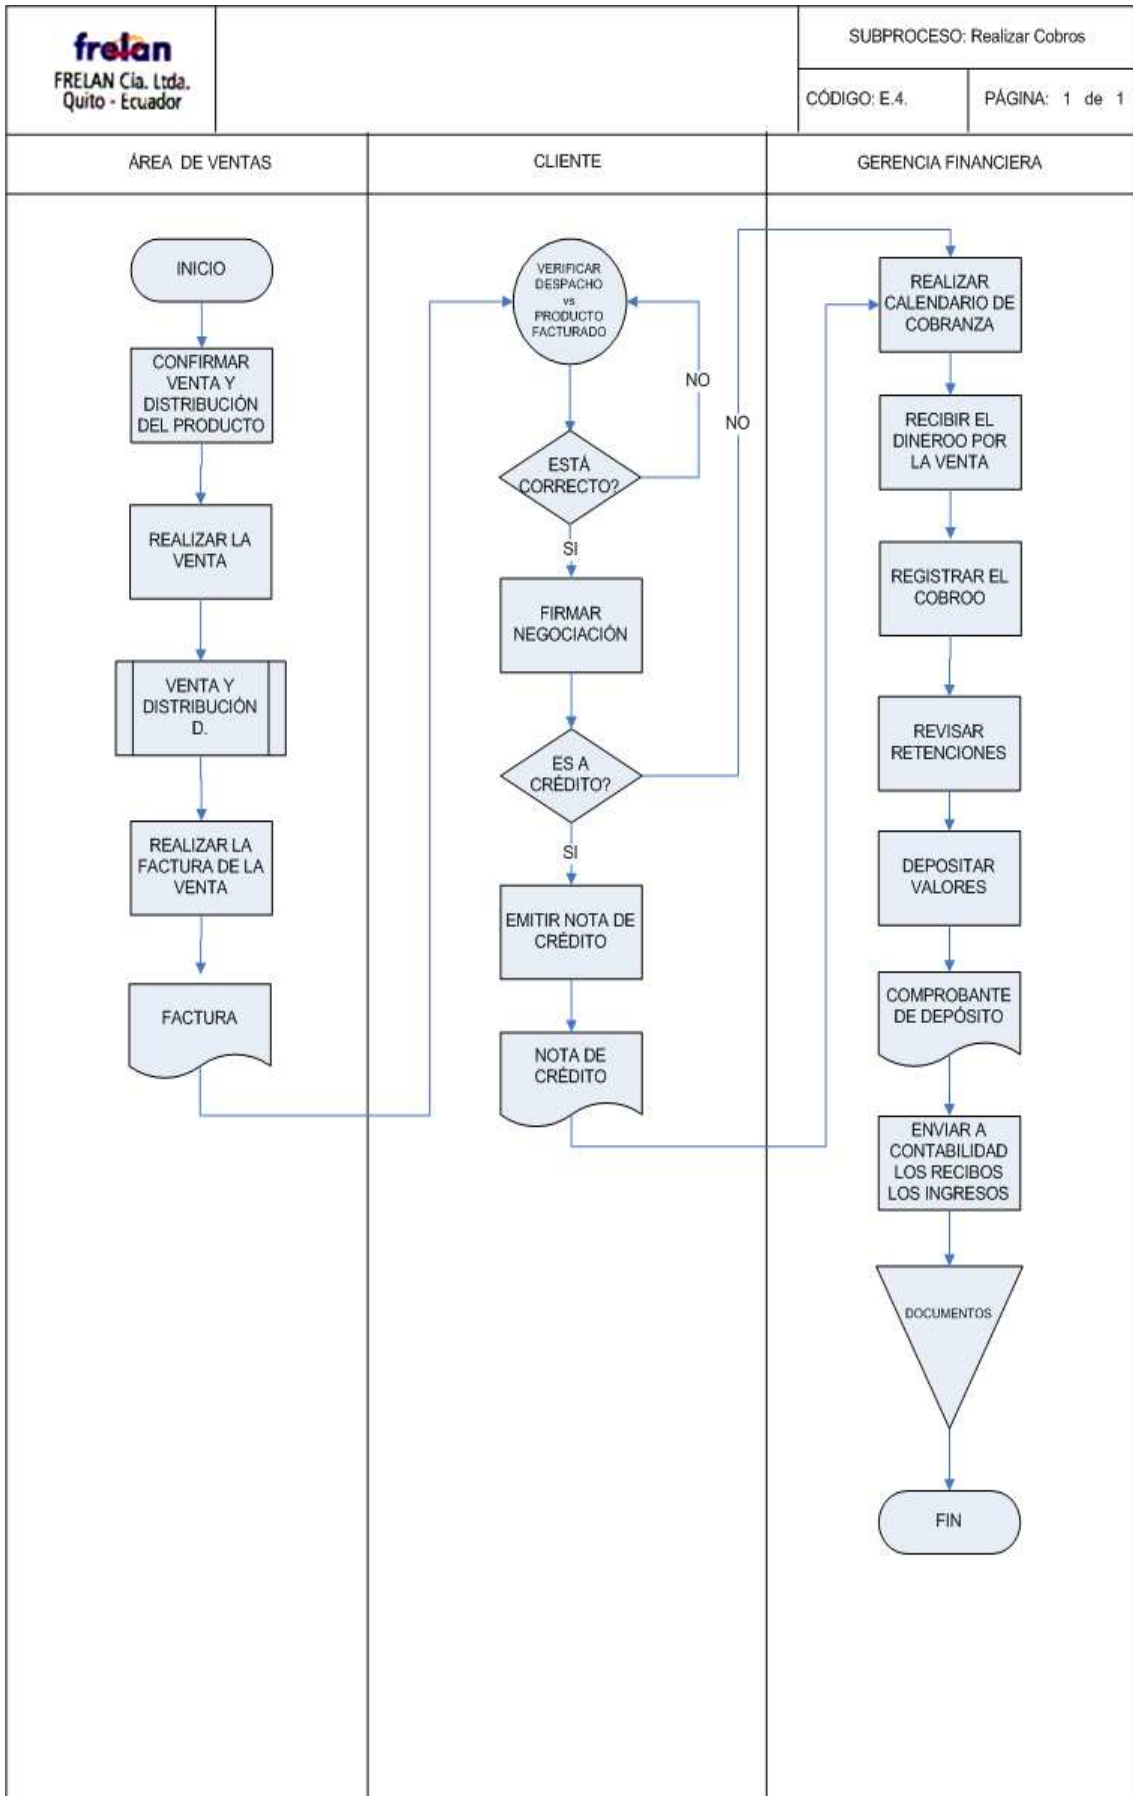 frelan
FRELAN Cía. Ltda.
Quito - Ecuador
SUBPROCESO: Realizar Cobros
CÓDIGO: E.4.
PÁGINA: 1 de 1
ÁREA DE VENTAS
CLIENTE
GERENCIA FINANCIERA
INICIO
CONFIRMAR
VENTA Y
DISTRIBUCIÓN
DEL PRODUCTO
REALIZAR LA
VENTA
VENTA Y
DISTRIBUCIÓN
D.
REALIZAR LA
FACTURA DE LA
VENTA
FACTURA
VERIFICAR
DESPACHO
vs
PRODUCTO
FACTURADO
NO
ESTÁ
CORRECTO?
SI
FIRMAR
NEGOCIACIÓN
ES A
CRÉDITO?
NO
SI
EMITIR NOTA DE
CRÉDITO
NOTA DE
CRÉDITO
REALIZAR
CALENDARIO DE
COBRANZA
RECIBIR EL
DINEROO POR
LA VENTA
REGISTRAR EL
COBROO
REVISAR
RETENCIONES
DEPOSITAR
VALORES
COMPROBANTE
DE DEPÓSITO
ENVIAR A
CONTABILIDAD
LOS RECIBOS
LOS INGRESOS
DOCUMENTOS
FIN